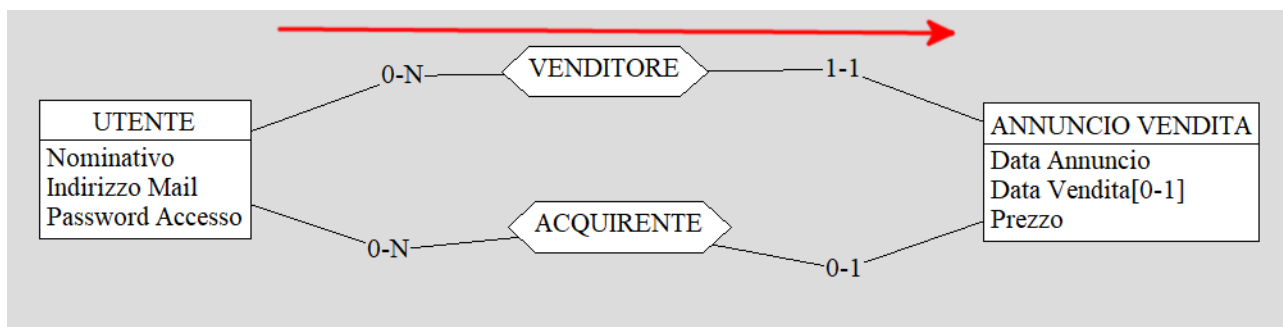 0-N
VENDITORE
1-1
UTENTE
Nominativo
Indirizzo Mail
Password Accesso
ANNUNCIO VENDITA
Data Annuncio
Data Vendita[0-1]
Prezzo
0-N
ACQUIRENTE
0-1